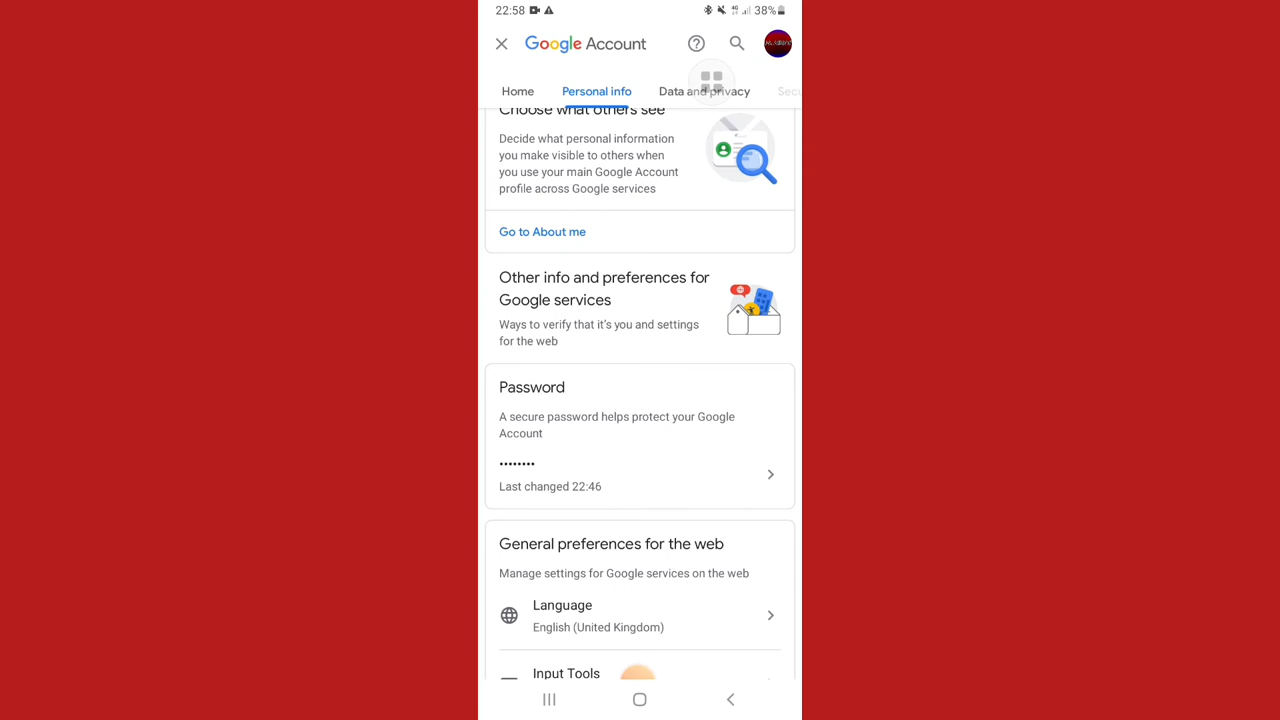 22:58 38%
Google Account
Home Personal info Data and privacy Secu
Choose what others see
Decide what personal information
you make visible to others when
you use your main Google Account
profile across Google services
Go to About me
Other info and preferences for
Google services
Ways to verify that it's you and settings
for the web
Password
A secure password helps protect your Google
Account
••••••••
Last changed 22:46
General preferences for the web
Manage settings for Google services on the web
Language
English (United Kingdom)
Input Tools